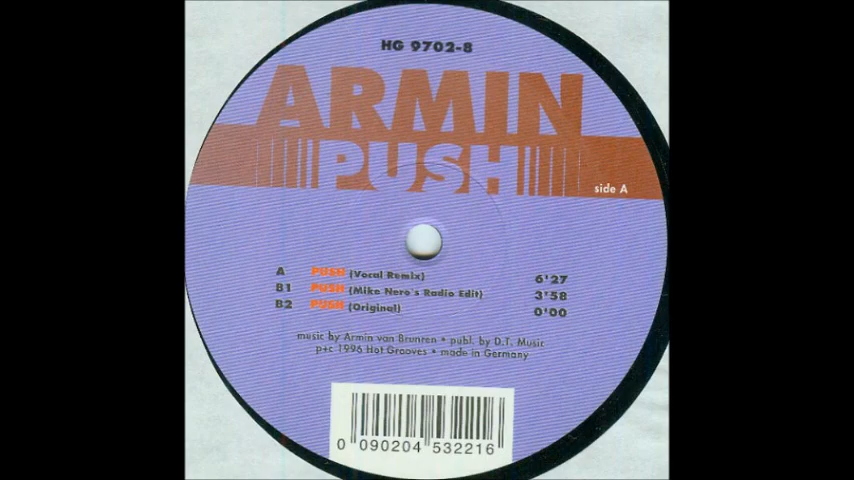 HG 9702-8
ARMIN
PUSH
side A
A PUSH (Vocal Remix) 6'27
B1 PUSH (Mike Nero's Radio Edit) 3'58
B2 PUSH (Original) 0'00
music by Armin van Brunren • publ. by D.T. Music
p+c 1996 Hot Grooves • made in Germany
0 090204 532216